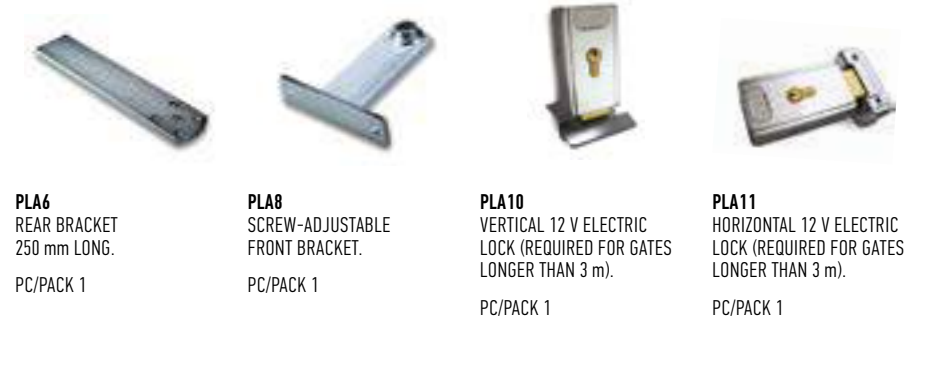 PLA6
REAR BRACKET
250 mm LONG.
PC/PACK 1
PLA8
SCREW-ADJUSTABLE
FRONT BRACKET.
PC/PACK 1
PLA10
VERTICAL 12 V ELECTRIC
LOCK (REQUIRED FOR GATES
LONGER THAN 3 m).
PC/PACK 1
PLA11
HORIZONTAL 12 V ELECTRIC
LOCK (REQUIRED FOR GATES
LONGER THAN 3 m).
PC/PACK 1